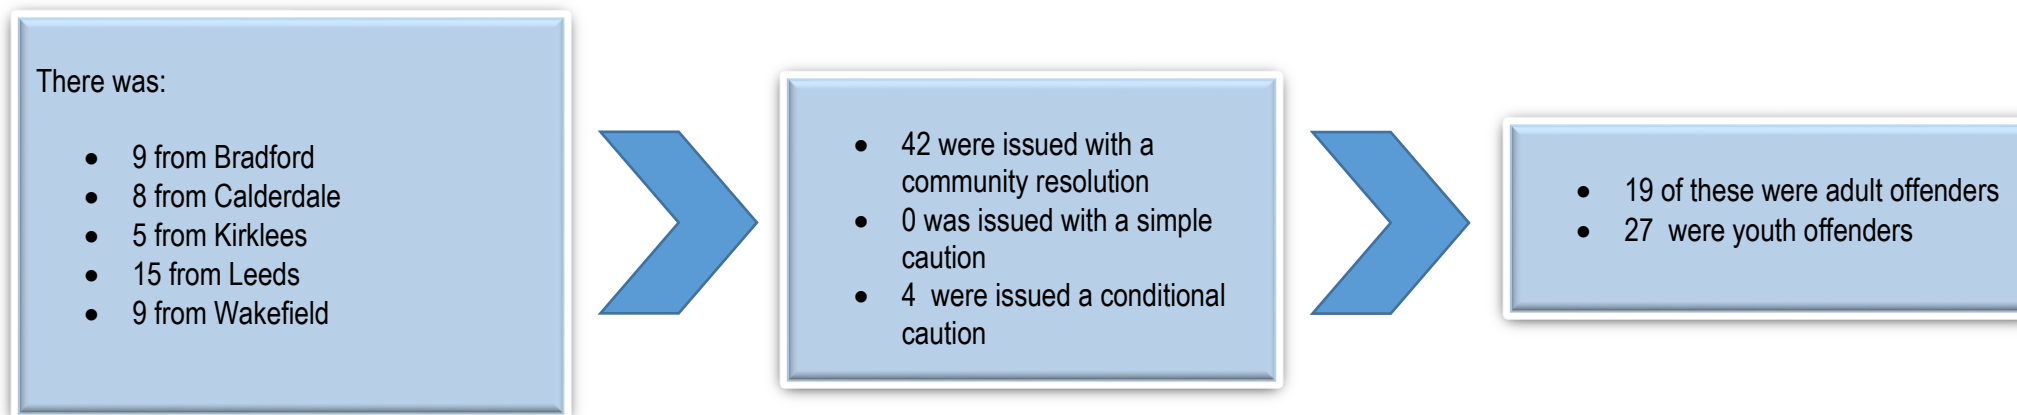 There was:
• 9 from Bradford
• 8 from Calderdale
• 5 from Kirklees
• 15 from Leeds
• 9 from Wakefield
• 42 were issued with a
community resolution
• 0 was issued with a simple
caution
• 4 were issued a conditional
caution
• 19 of these were adult offenders
• 27 were youth offenders